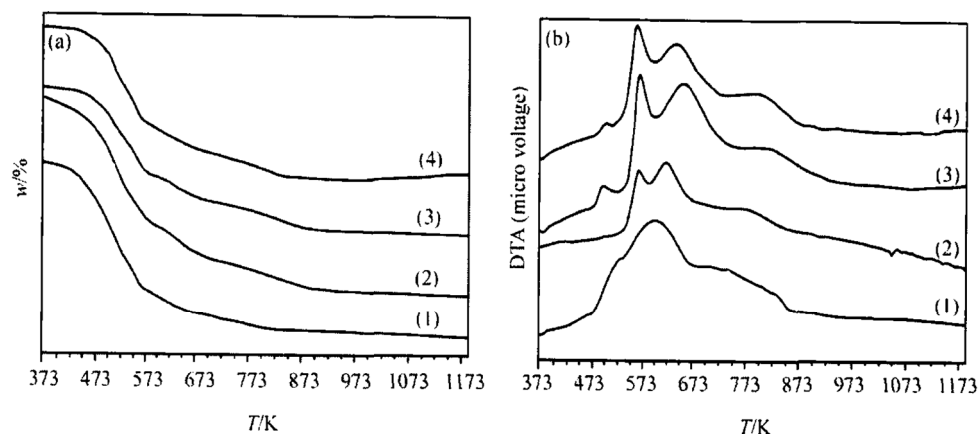 (a)
(4)
(3)
(2)
(1)
w/%
373 473 573 673 773 873 973 1073 1173
T/K
(b)
(4)
(3)
(2)
(1)
DTA (micro voltage)
373 473 573 673 773 873 973 1073 1173
T/K